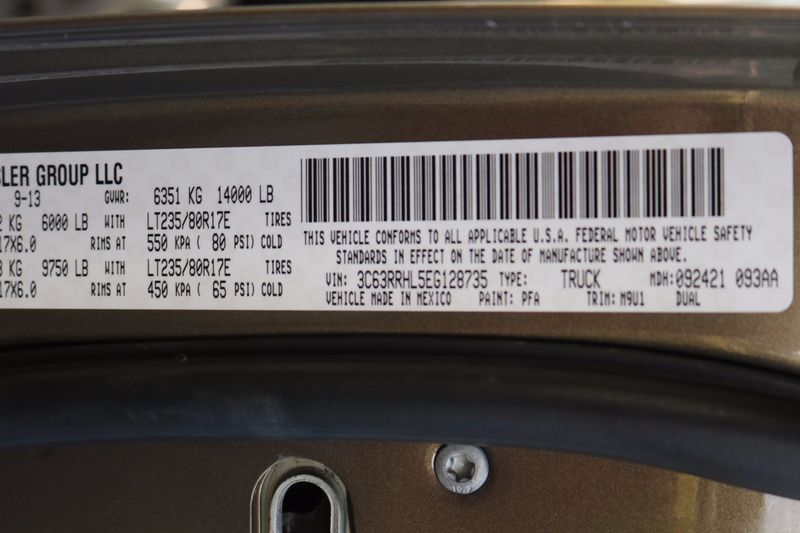 LER GROUP LLC
9-13 GVWR: 6351 KG 14000 LB
KG 6000 LB WITH LT235/80R17E TIRES
17X6.0 RIMS AT 550 KPA ( 80 PSI) COLD
KG 9750 LB WITH LT235/80R17E TIRES
17X6.0 RIMS AT 450 KPA ( 65 PSI) COLD
THIS VEHICLE CONFORMS TO ALL APPLICABLE U.S.A. FEDERAL MOTOR VEHICLE SAFETY
STANDARDS IN EFFECT ON THE DATE OF MANUFACTURE SHOWN ABOVE.
VIN: 3C63RRHL5EG128735 TYPE: TRUCK MDH: 092421 093AA
VEHICLE MADE IN MEXICO PAINT: PFA TRIM: M9U1 DUAL
10.9